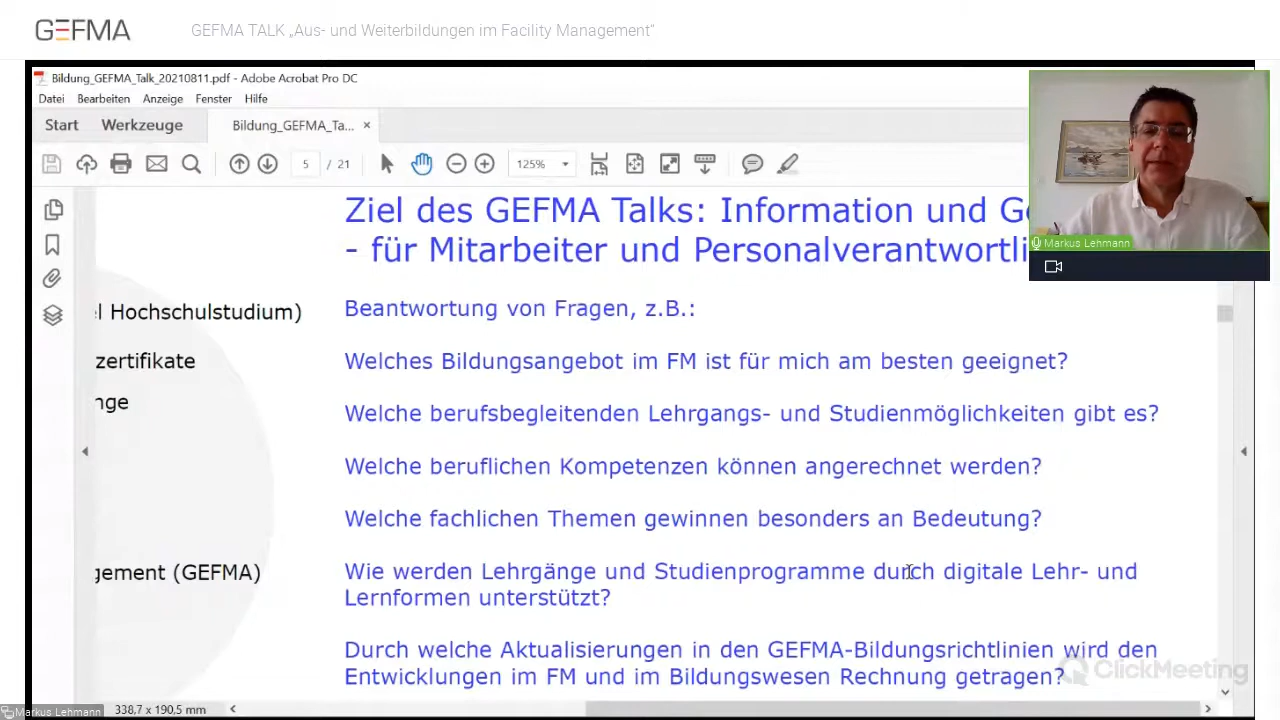 GEFMA
GEFMA TALK „Aus- und Weiterbildungen im Facility Management“
Bildung_GEFMA_Talk_20210811.pdf - Adobe Acrobat Pro DC
Datei Bearbeiten Anzeige Fenster Hilfe
Start Werkzeuge Bildung_GEFMA_Ta... ×
5 / 21 125%
Ziel des GEFMA Talks: Information und
- für Mitarbeiter und Personalverantwortli
Markus Lehmann
Hochschulstudium) Beantwortung von Fragen, z.B.:
zertifikate Welches Bildungsangebot im FM ist für mich am besten geeignet?
nge
Welche berufsbegleitenden Lehrgangs- und Studienmöglichkeiten gibt es?
Welche beruflichen Kompetenzen können angerechnet werden?
Welche fachlichen Themen gewinnen besonders an Bedeutung?
gement (GEFMA) Wie werden Lehrgänge und Studienprogramme durch digitale Lehr- und
Lernformen unterstützt?
Durch welche Aktualisierungen in den GEFMA-Bildungsrichtlinien wird den
Entwicklungen im FM und im Bildungswesen Rechnung getragen?
ClickMeeting
Markus Lehmann 338,7 x 190,5 mm